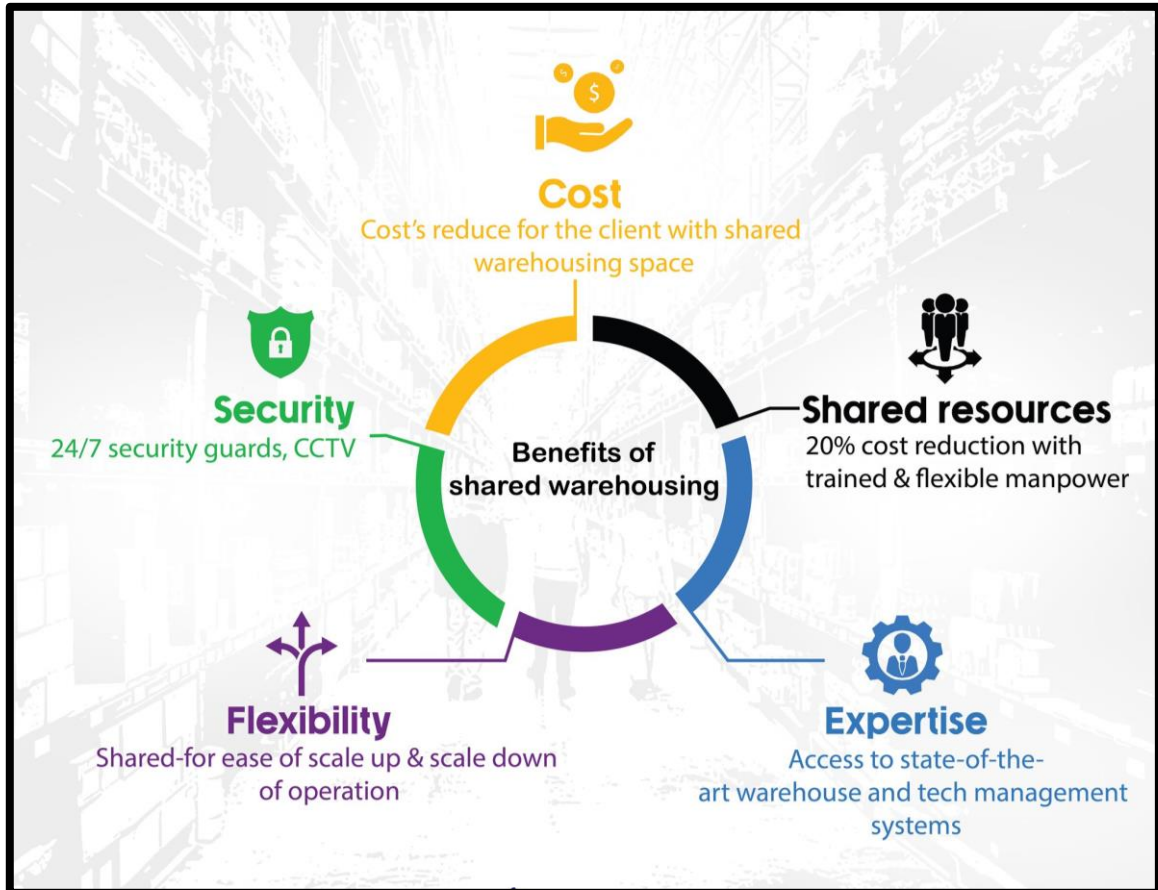 $
Cost
Cost's reduce for the client with shared
warehousing space
Security
24/7 security guards, CCTV
Shared resources
20% cost reduction with
trained & flexible manpower
Benefits of
shared warehousing
Flexibility
Shared-for ease of scale up & scale down
of operation
Expertise
Access to state-of-the-
art warehouse and tech management
systems